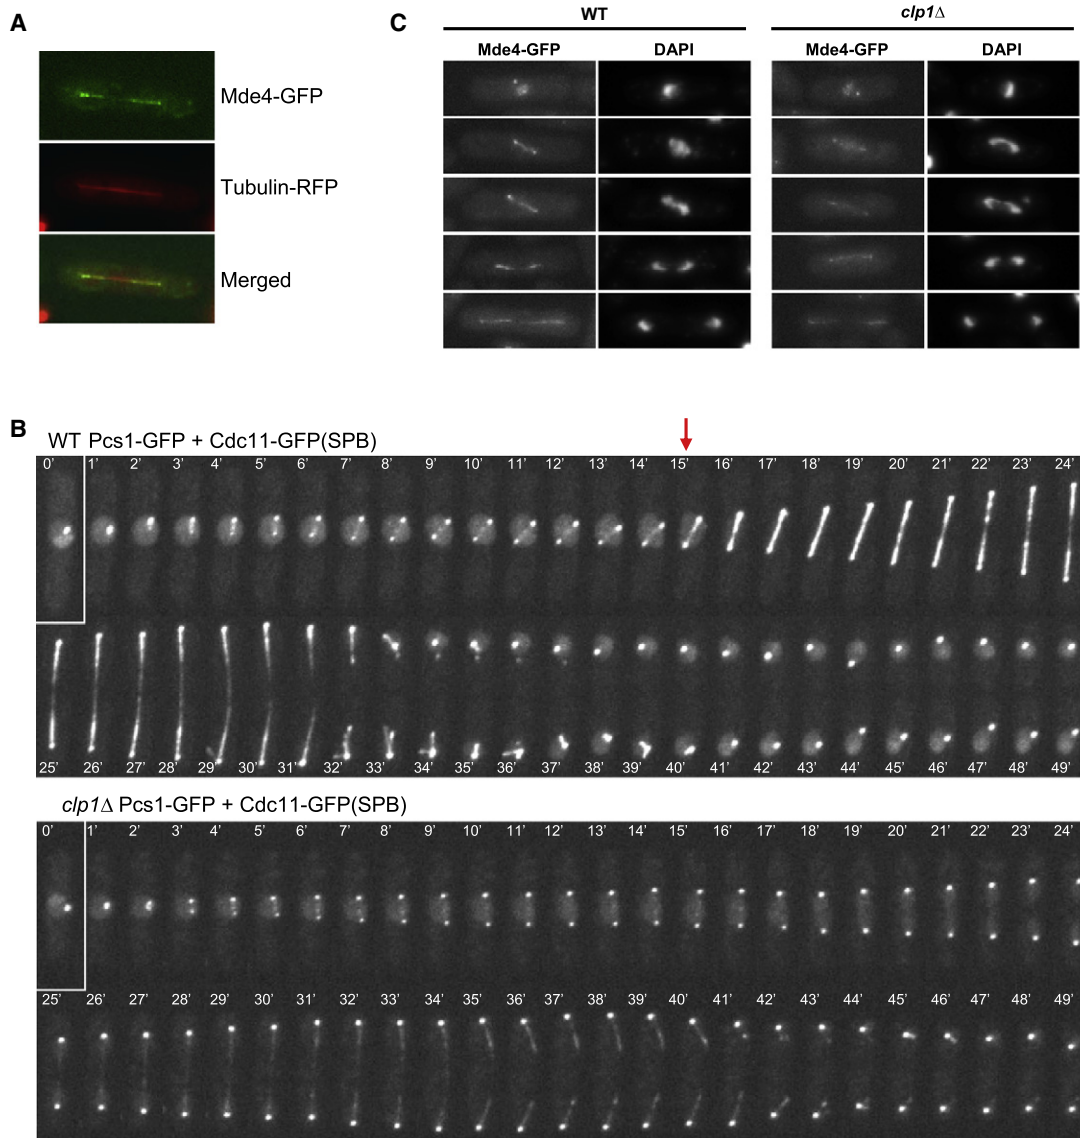 A
Mde4-GFP
Tubulin-RFP
Merged
C
WT clp1Δ
Mde4-GFP DAPI Mde4-GFP DAPI
B
WT Pcs1-GFP + Cdc11-GFP(SPB)
0' 1' 2' 3' 4' 5' 6' 7' 8' 9' 10' 11' 12' 13' 14' 15' 16' 17' 18' 19' 20' 21' 22' 23' 24'
25' 26' 27' 28' 29' 30' 31' 32' 33' 34' 35' 36' 37' 38' 39' 40' 41' 42' 43' 44' 45' 46' 47' 48' 49'
clp1Δ Pcs1-GFP + Cdc11-GFP(SPB)
0' 1' 2' 3' 4' 5' 6' 7' 8' 9' 10' 11' 12' 13' 14' 15' 16' 17' 18' 19' 20' 21' 22' 23' 24'
25' 26' 27' 28' 29' 30' 31' 32' 33' 34' 35' 36' 37' 38' 39' 40' 41' 42' 43' 44' 45' 46' 47' 48' 49'